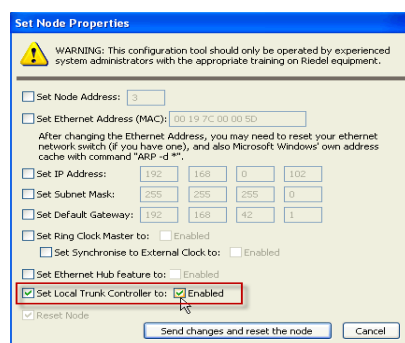 Set Node Properties
WARNING: This configuration tool should only be operated by experienced
system administrators with the appropriate training on Riedel equipment.
Set Node Address: 3
Set Ethernet Address (MAC): 00 19 7C 00 00 5D
After changing the Ethernet Address, you may need to reset your ethernet
network switch (if you have one), and also Microsoft Windows' own address
cache with command "ARP -d *".
Set IP Address: 192 168 0 102
Set Subnet Mask: 255 255 255 0
Set Default Gateway: 192 168 42 1
Set Ring Clock Master to: Enabled
Set Synchronise to External Clock to: Enabled
Set Ethernet Hub feature to: Enabled
Set Local Trunk Controller to: Enabled
Reset Node
Send changes and reset the node Cancel